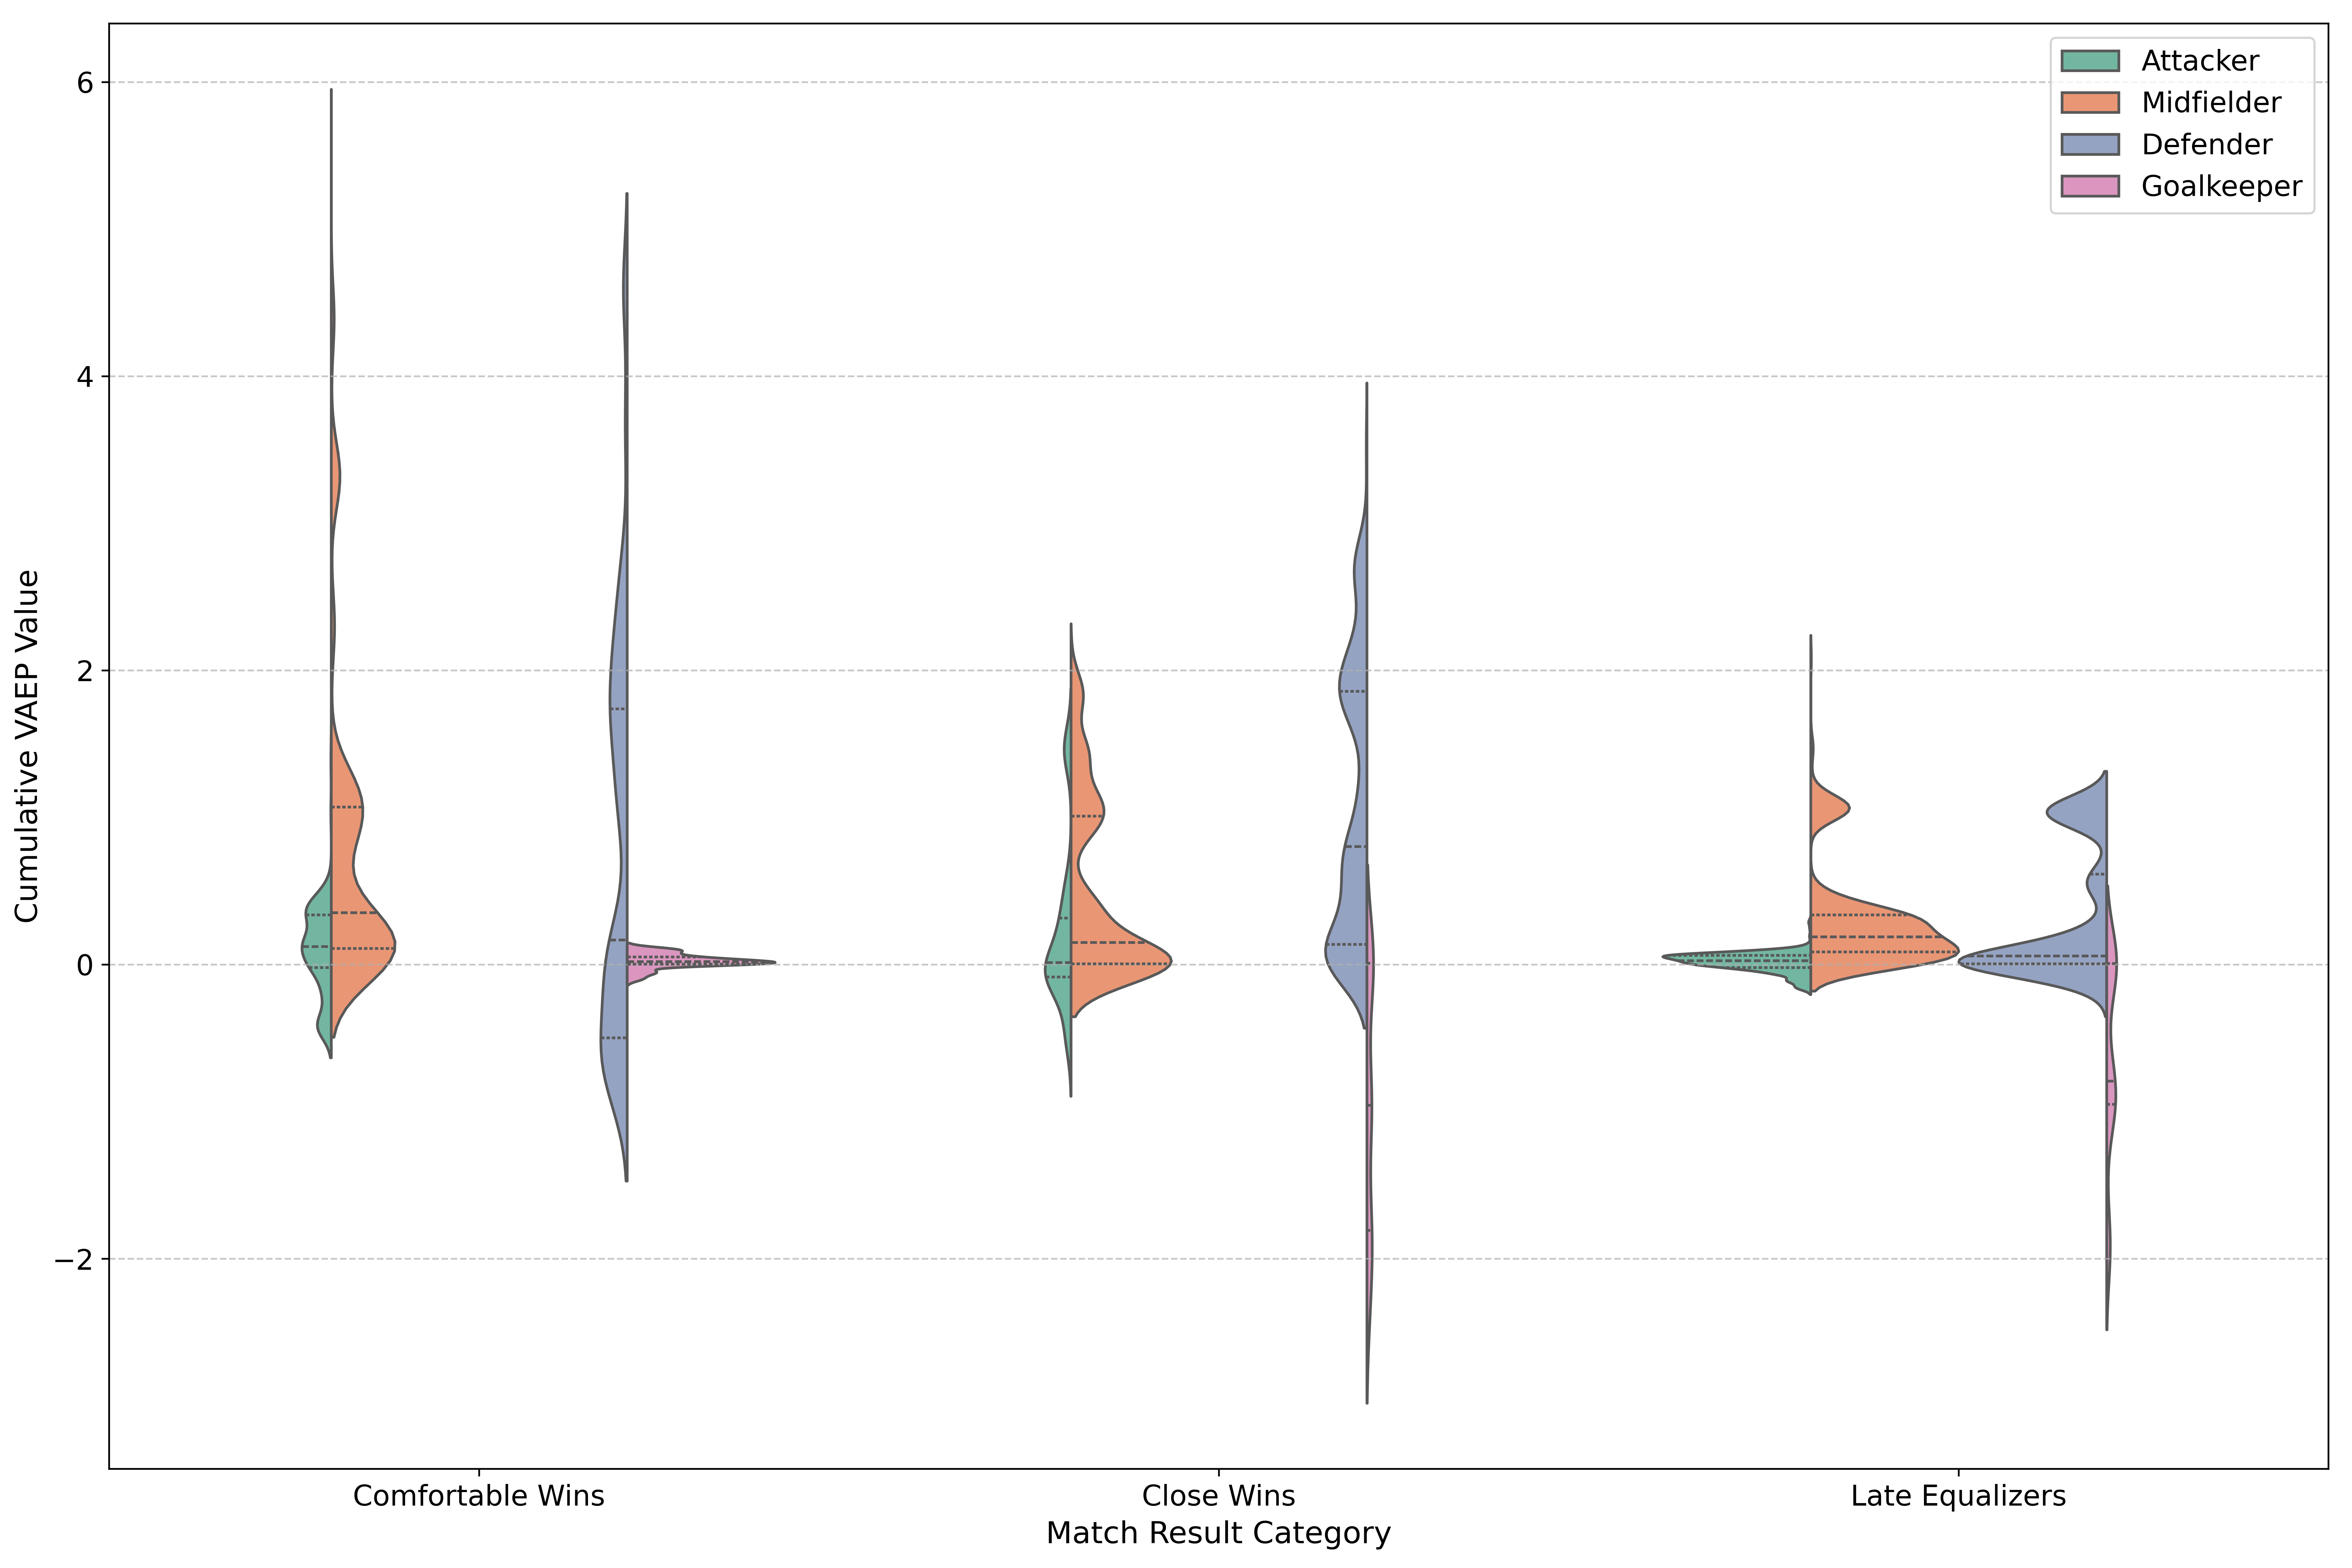 Attacker
Midfielder
Defender
Goalkeeper
6
4
2
0
−2
Cumulative VAEP Value
Comfortable Wins
Close Wins
Late Equalizers
Match Result Category